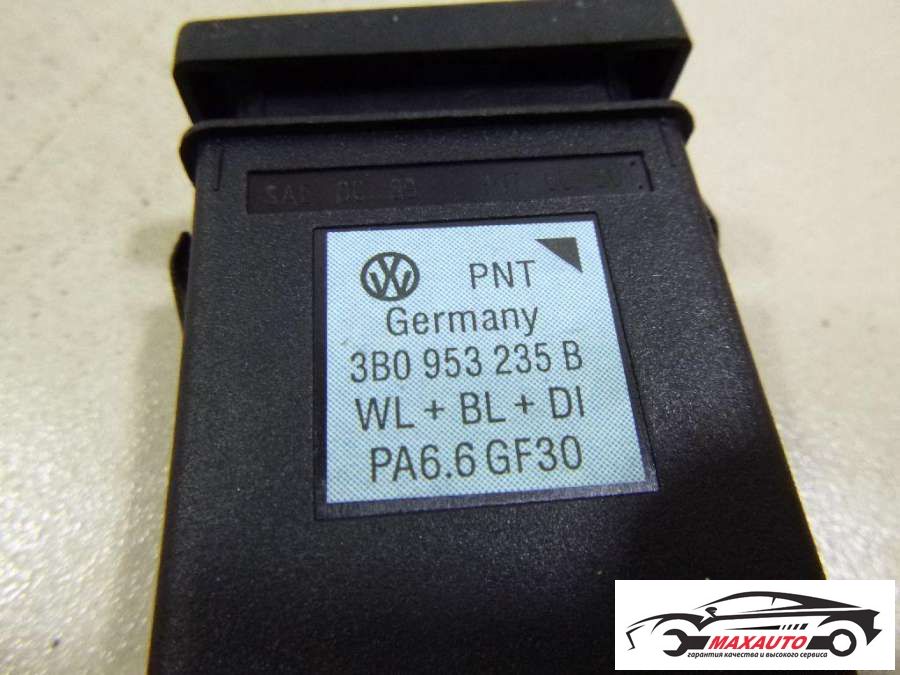 PNT
Germany
3B0 953 235 B
WL + BL + DI
PA6.6 GF30
MAXAUTO
гарантия качества и высокого сервиса